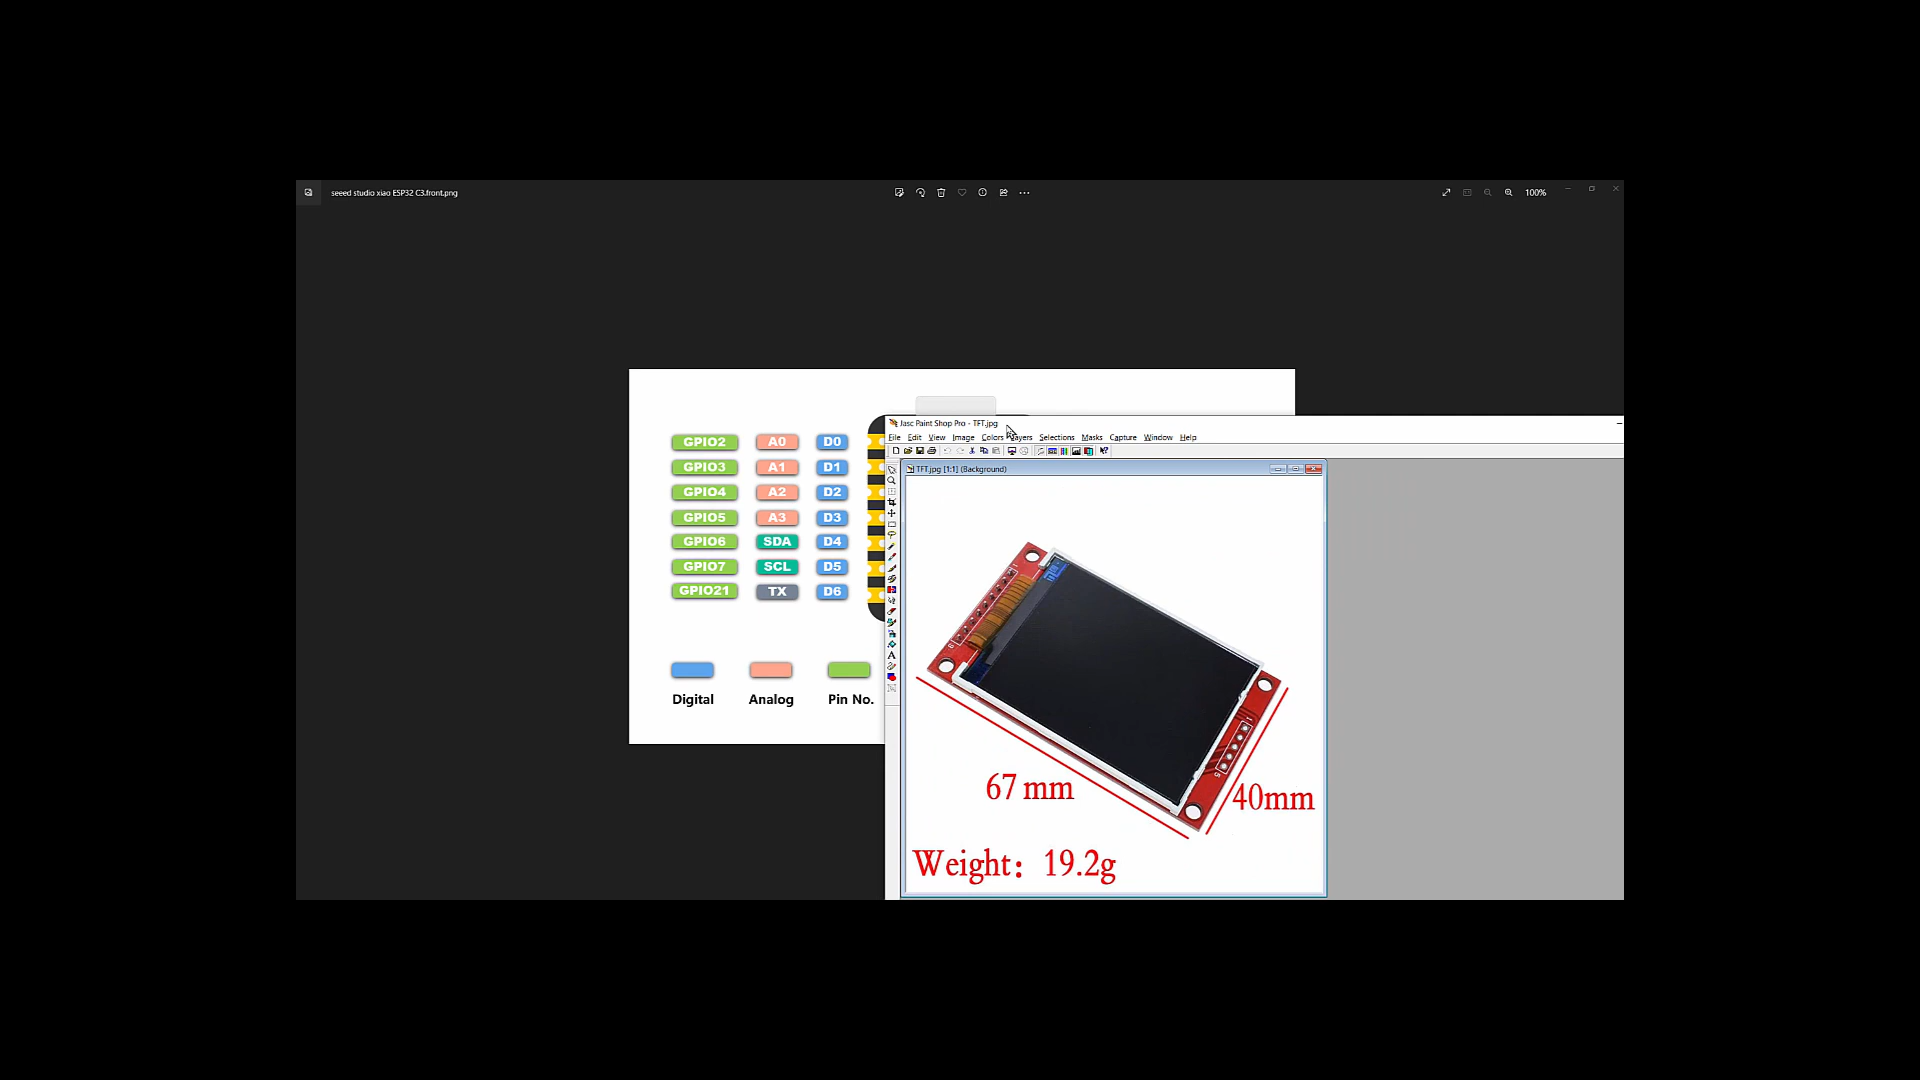 seeed studio xiao ESP32 C3.front.png
100%
GPIO2 A0 D0
GPIO3 A1 D1
GPIO4 A2 D2
GPIO5 A3 D3
GPIO6 SDA D4
GPIO7 SCL D5
GPIO21 TX D6
Digital Analog Pin No.
Jasc Paint Shop Pro - TFT.jpg
File Edit View Image Colors Layers Selections Masks Capture Window Help
TFT.jpg [1:1] (Background)
67 mm
40mm
Weight: 19.2g